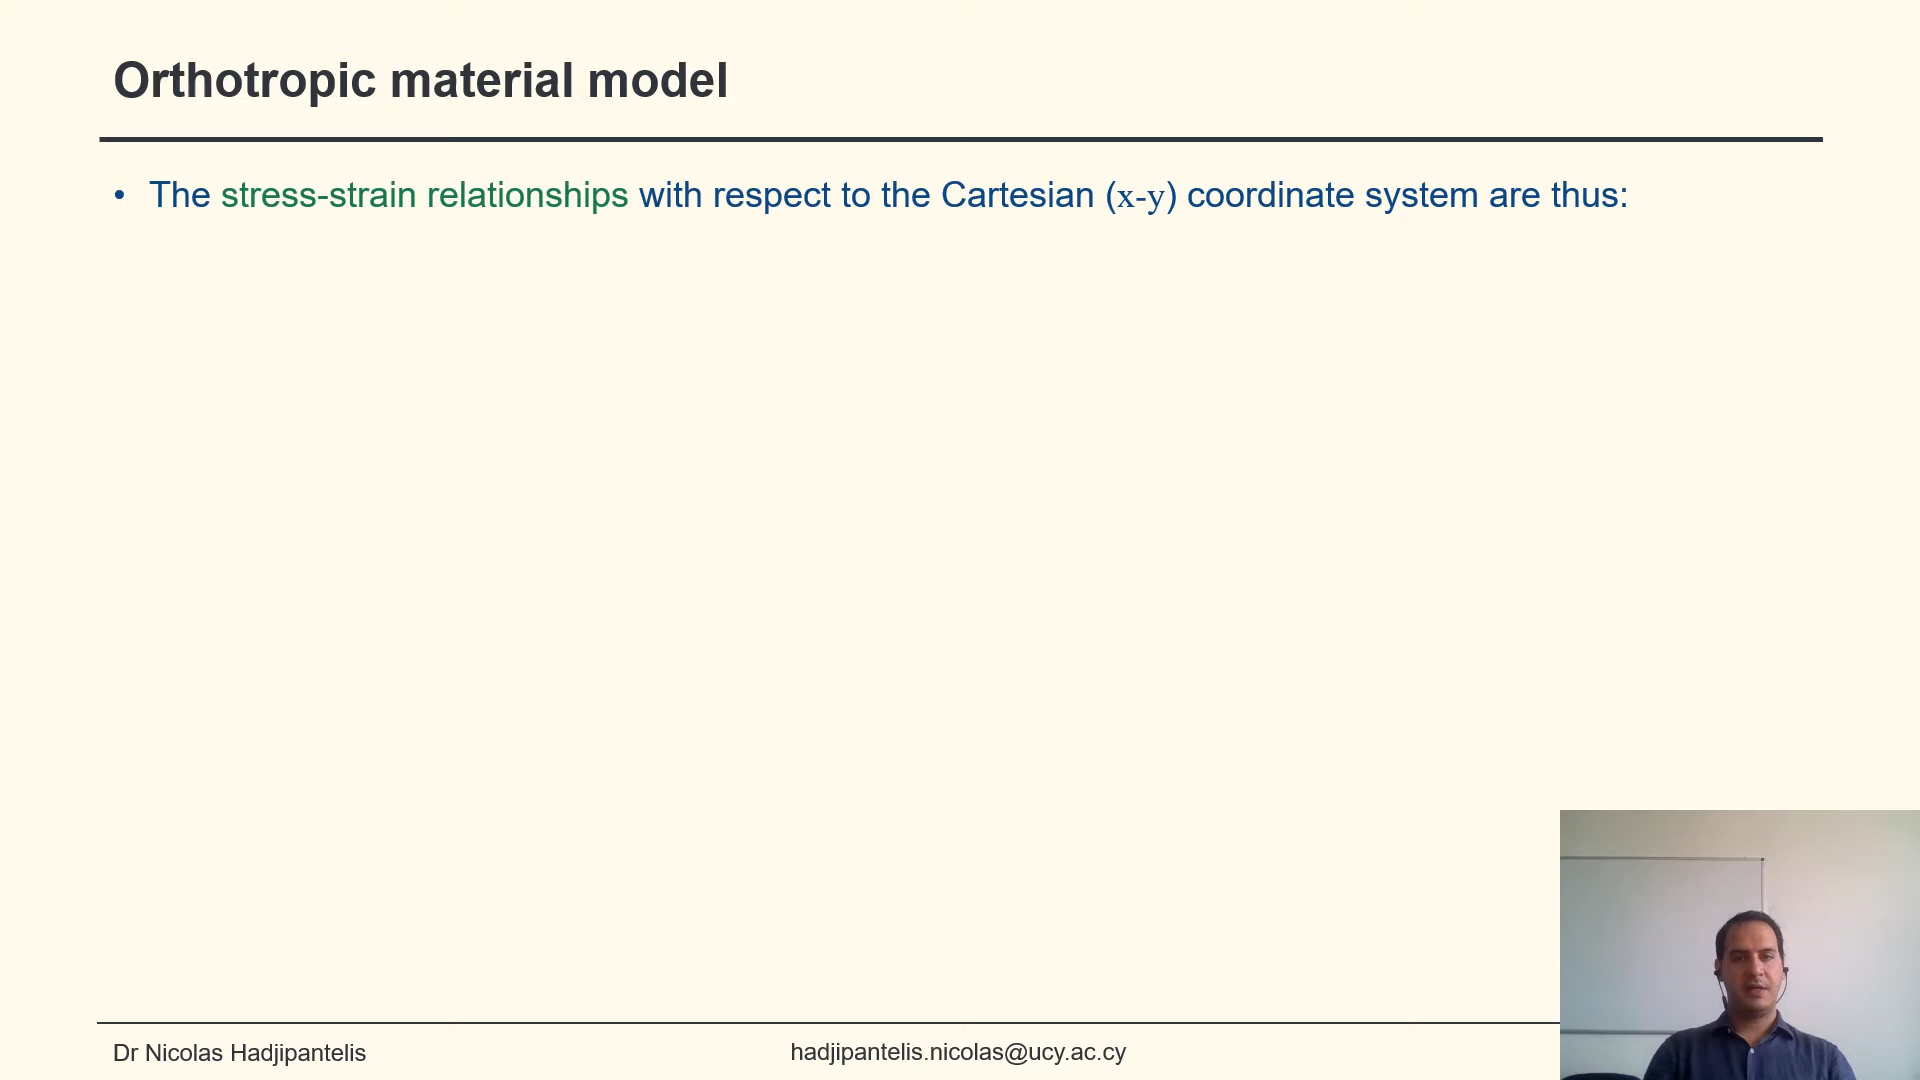 Orthotropic material model
• The stress-strain relationships with respect to the Cartesian (x-y) coordinate system are thus:
Dr Nicolas Hadjipantelis
hadjipantelis.nicolas@ucy.ac.cy